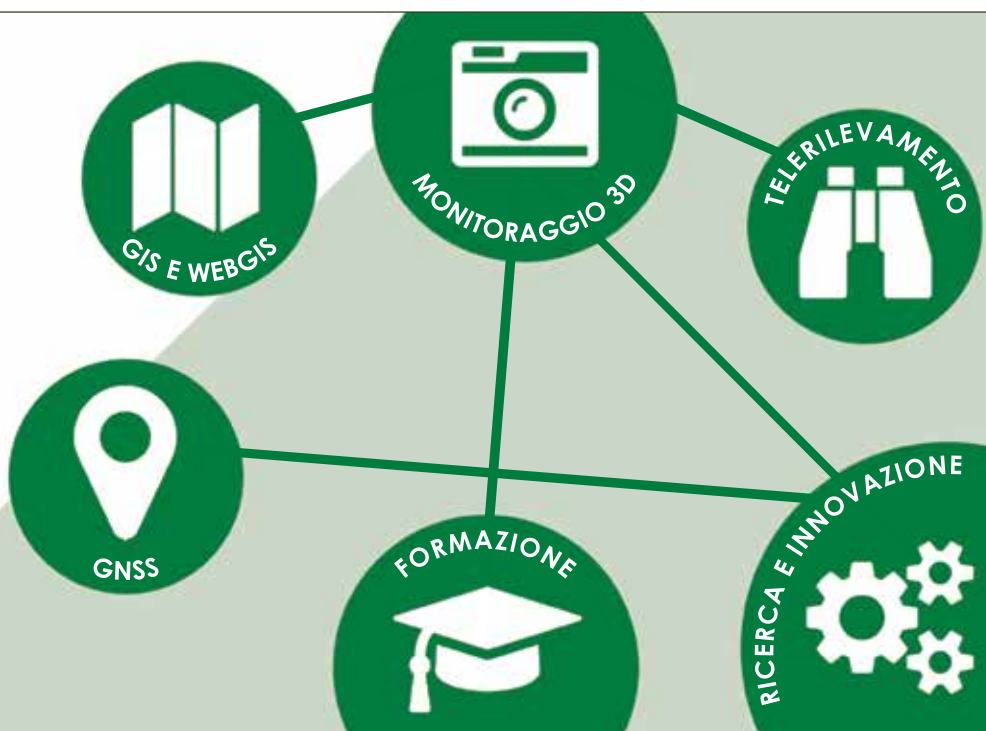 GIS E WEBGIS
MONITORAGGIO 3D
TELERILEVAMENTO
GNSS
FORMAZIONE
RICERCA E INNOVAZIONE